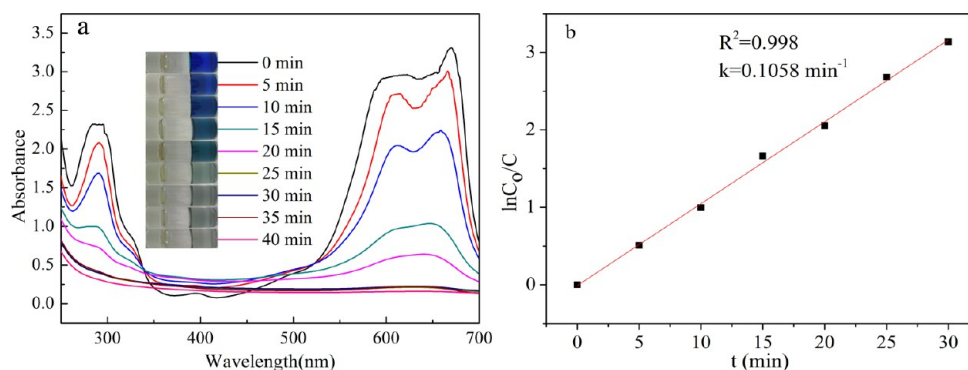 a
3.5
3.0
2.5
2.0
1.5
1.0
0.5
0.0
Absorbance
0 min
5 min
10 min
15 min
20 min
25 min
30 min
35 min
40 min
300 400 500 600 700
Wavelength(nm)
b
R²=0.998
k=0.1058 min⁻¹
3
2
1
0
lnC₀/C
0 5 10 15 20 25 30
t (min)